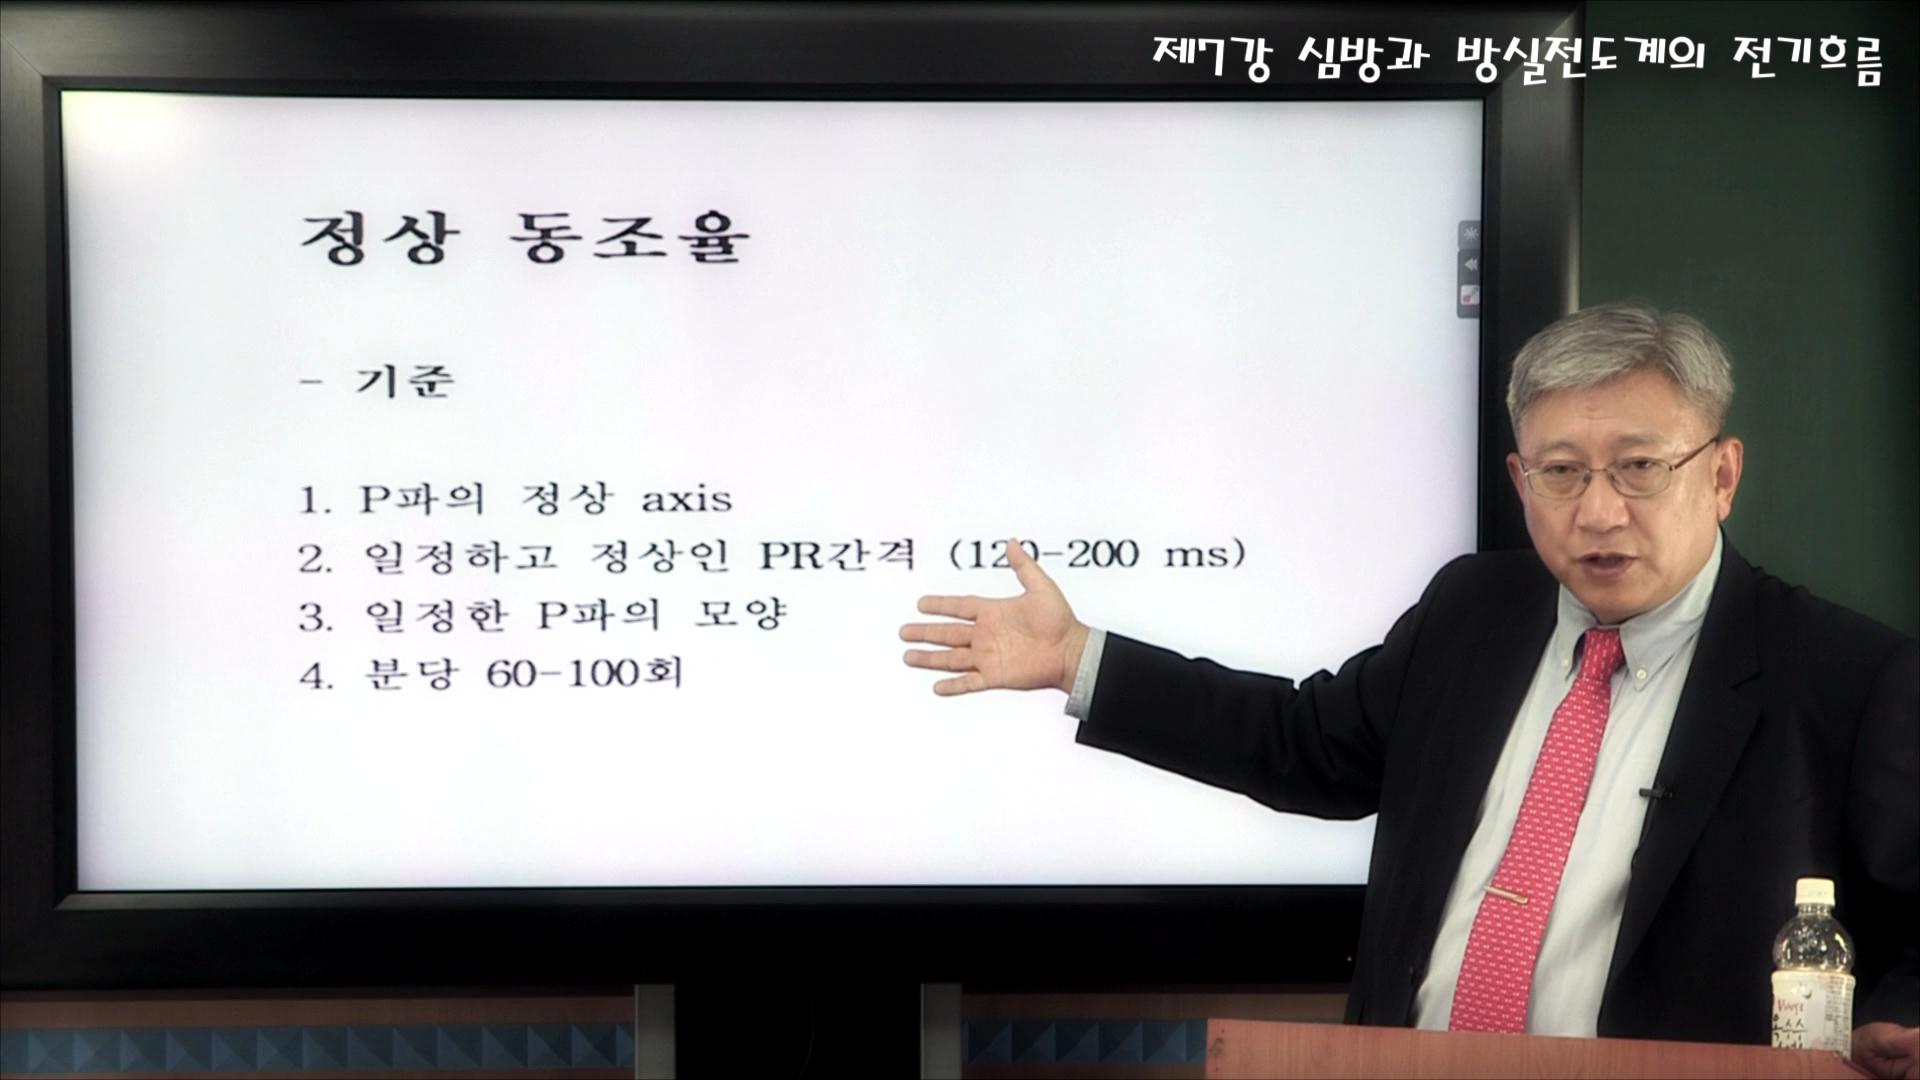 제7강 심방과 방실전도계의 전기흐름
정상 동조율
- 기준
1. P파의 정상 axis
2. 일정하고 정상인 PR간격 (120-200 ms)
3. 일정한 P파의 모양
4. 분당 60-100회